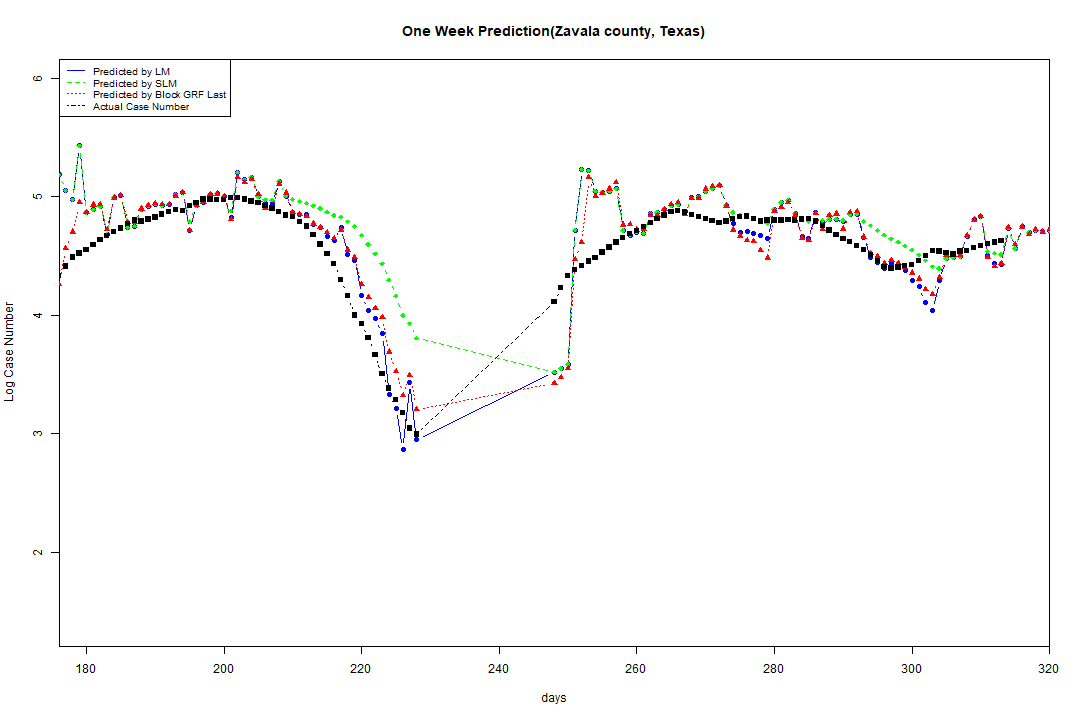 One Week Prediction(Zavala county, Texas)
Predicted by LM
Predicted by SLM
Predicted by Block GRF Last
Actual Case Number
6
5
4
3
2
Log Case Number
180 200 220 240 260 280 300 320
days